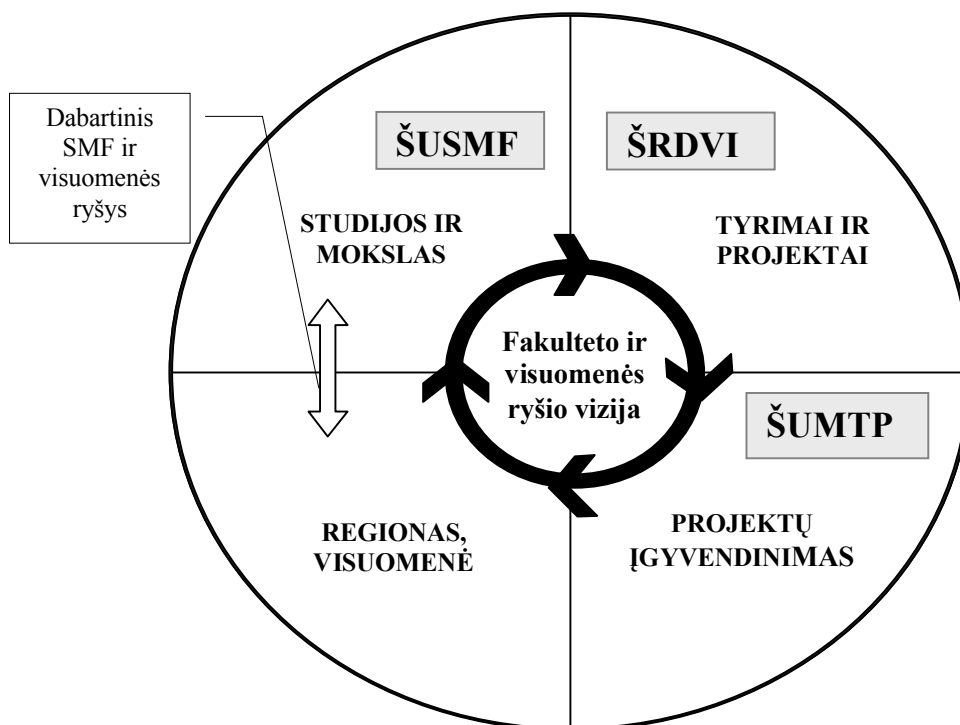 Dabartinis
SMF ir
visuomenės
ryšys
ŠUSMF
ŠRDVI
STUDIJOS IR
MOKSLAS
TYRIMAI IR
PROJEKTAI
Fakulteto ir
visuomenės
ryšio vizija
ŠUMTP
REGIONAS,
VISUOMENĖ
PROJEKTŲ
ĮGYVENDINIMAS